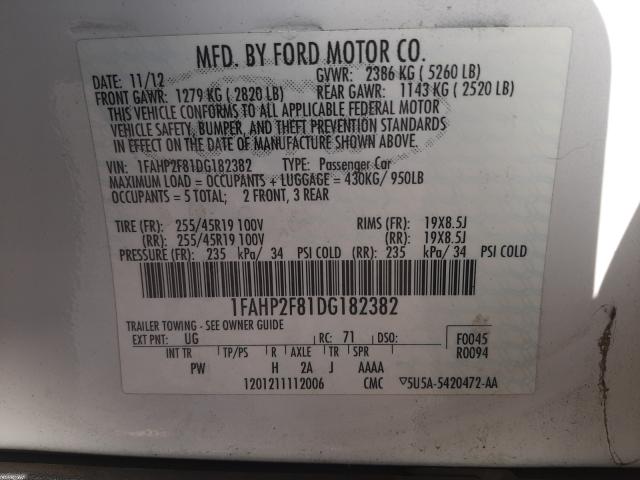 MFD. BY FORD MOTOR CO.
DATE: 11/12 GVWR: 2386 KG ( 5260 LB)
FRONT GAWR: 1279 KG ( 2820 LB) REAR GAWR: 1143 KG ( 2520 LB)
THIS VEHICLE CONFORMS TO ALL APPLICABLE FEDERAL MOTOR
VEHICLE SAFETY, BUMPER, AND THEFT PREVENTION STANDARDS
IN EFFECT ON THE DATE OF MANUFACTURE SHOWN ABOVE.
VIN: 1FAHP2F81DG182382 TYPE: Passenger Car
MAXIMUM LOAD = OCCUPANTS + LUGGAGE = 430KG/ 950LB
OCCUPANTS = 5 TOTAL; 2 FRONT, 3 REAR
TIRE (FR): 255/45R19 100V RIMS (FR): 19X8.5J
(RR): 255/45R19 100V (RR): 19X8.5J
PRESSURE (FR): 235 kPa/ 34 PSI COLD (RR): 235 kPa/ 34 PSI COLD
1FAHP2F81DG182382
TRAILER TOWING - SEE OWNER GUIDE
EXT PNT: UG RC: 71 DSO: F0045
INT TR TP/PS R AXLE TR SPR R0094
PW H 2A J AAAA
1201211112006 CMC ▽5U5A-5420472-AA